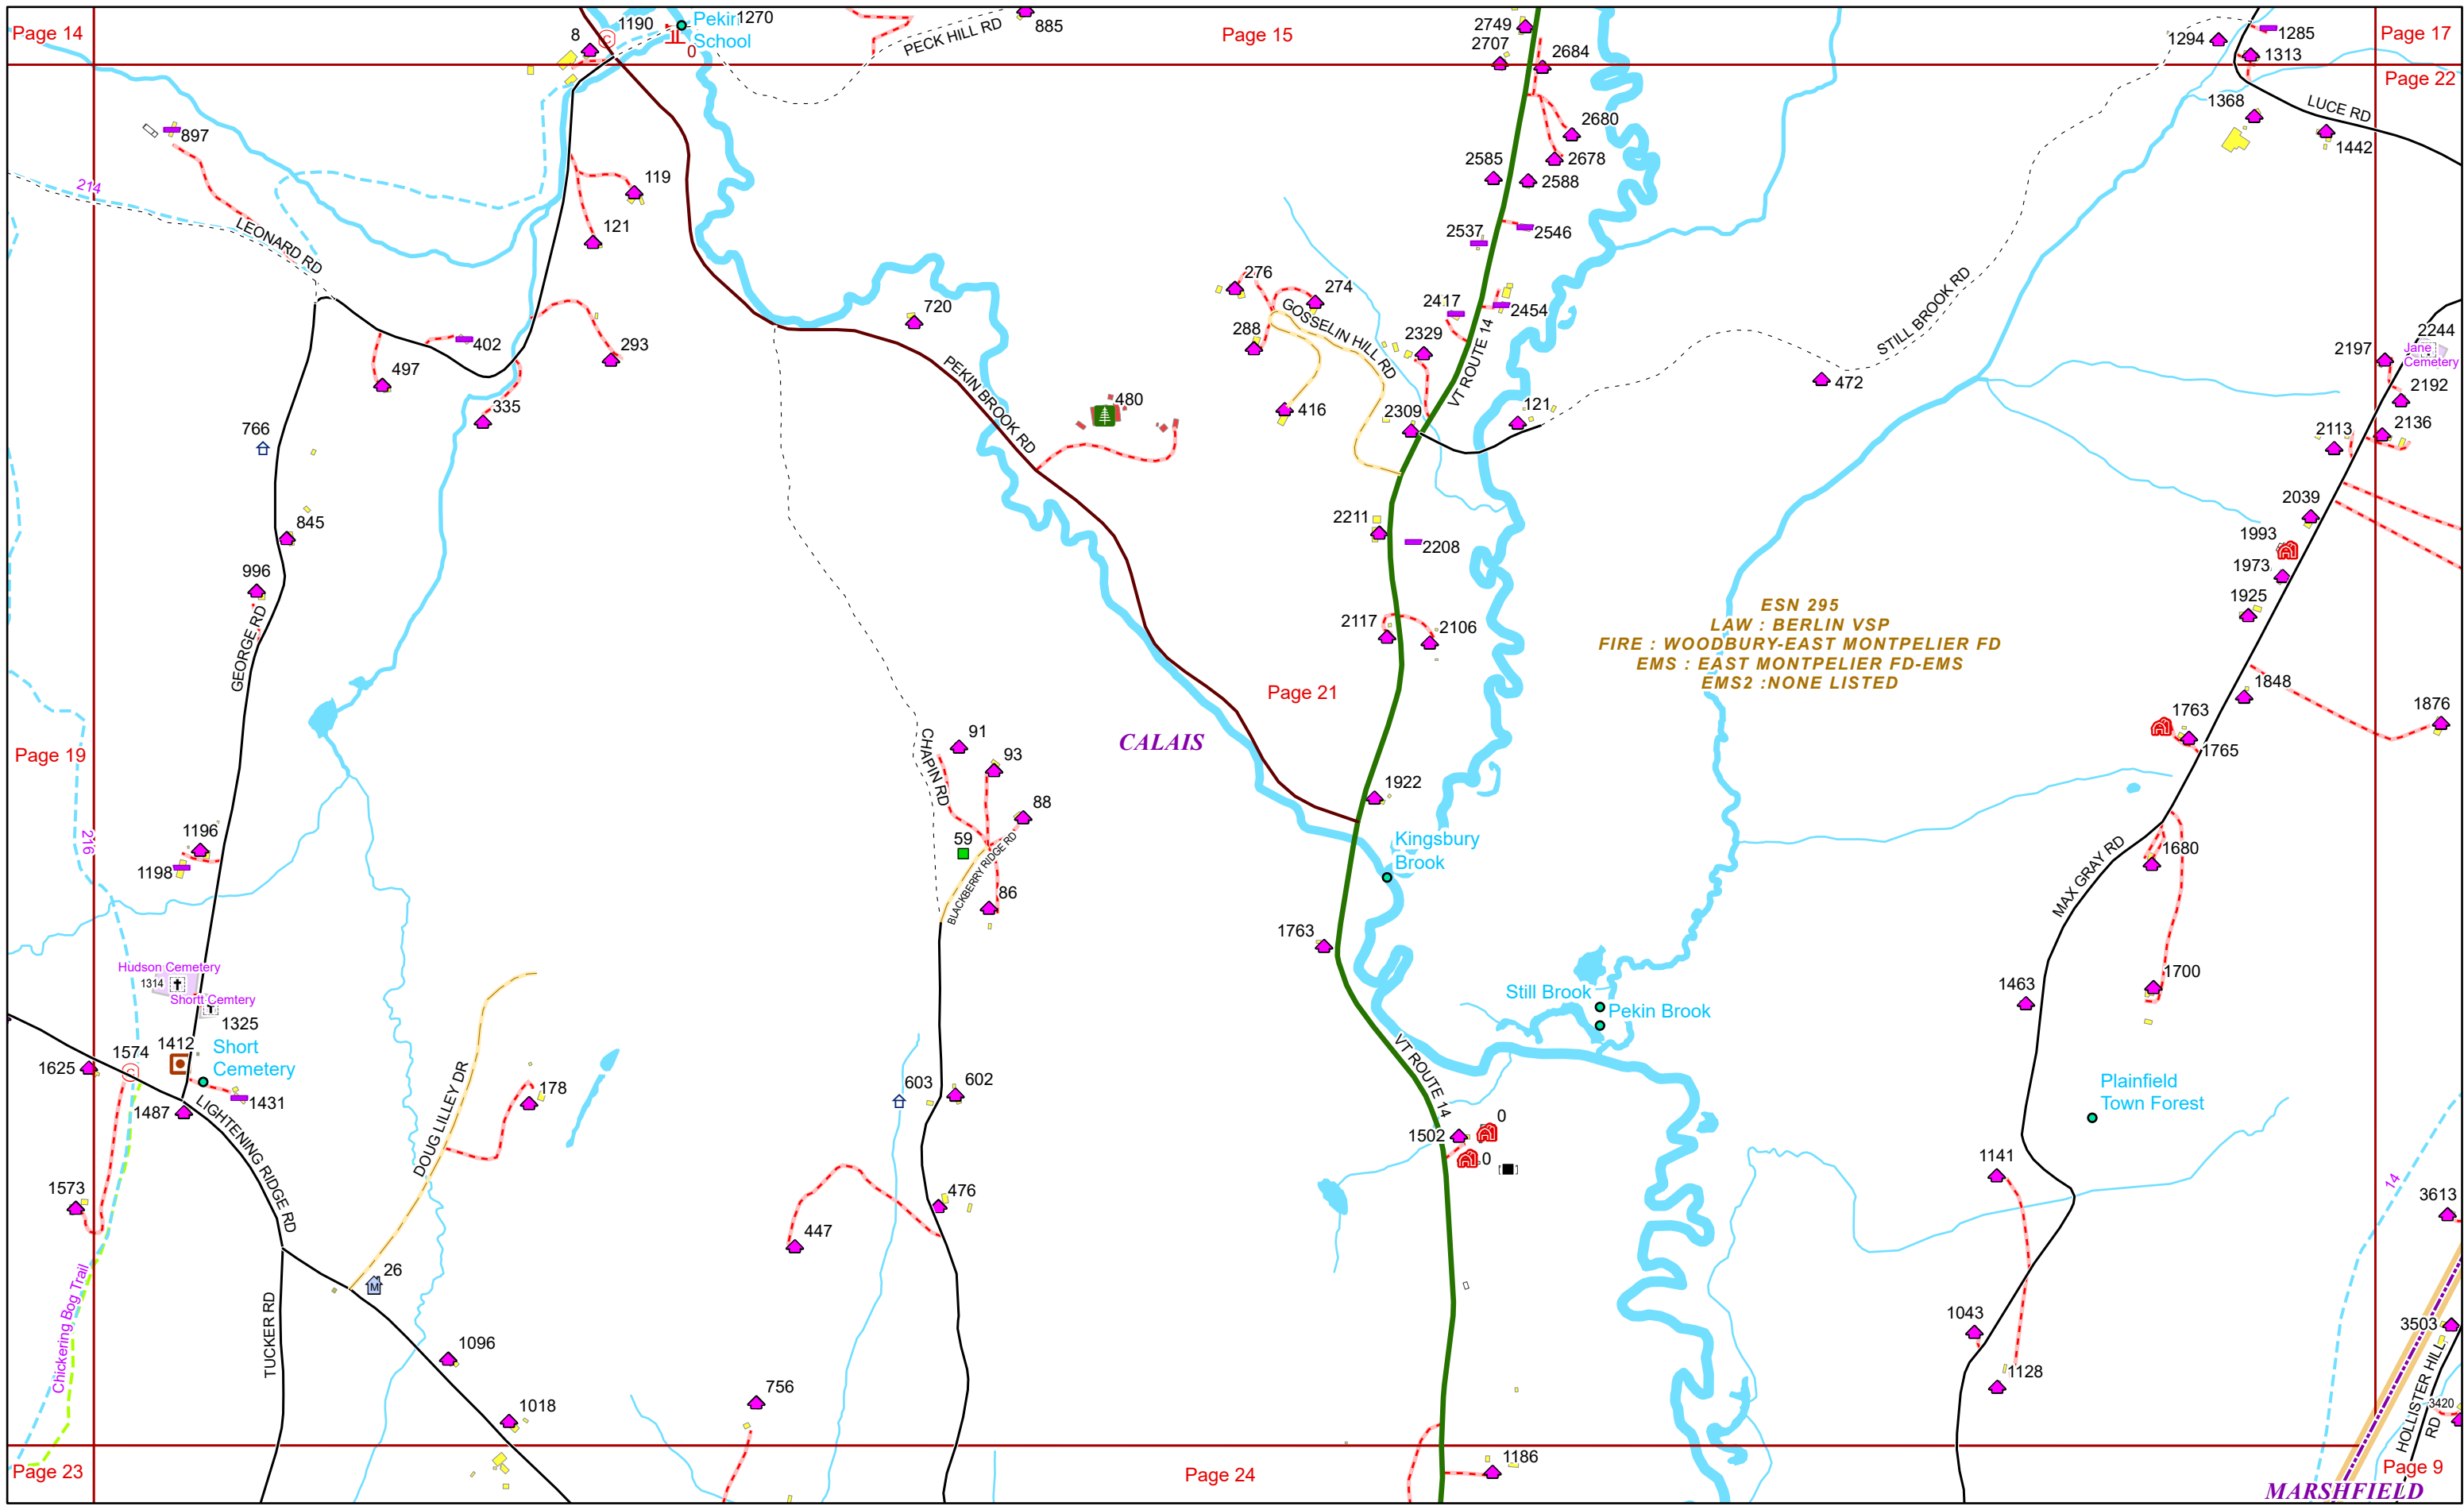 Page 14
8
1190
Pekin
School
1270
0
PECK HILL RD
885
Page 15
2749
2707
2684
1294
1285
1313
Page 17
Page 22
1368
LUCE RD
1442
897
214
LEONARD RD
119
121
2680
2678
2585
2588
2537
2546
276
274
GOSSELIN HILL RD
288
416
2417
2454
2329
VT ROUTE 14
2309
121
STILL BROOK RD
472
2244
Jane
Cemetery
2197
2192
2136
2113
402
497
293
335
720
PEKIN BROOK RD
480
766
845
996
GEORGE RD
2211
2208
2039
1993
1973
1925
2117
2106
ESN 295
LAW : BERLIN VSP
FIRE : WOODBURY-EAST MONTPELIER FD
EMS : EAST MONTPELIER FD-EMS
EMS2 :NONE LISTED
Page 21
CALAIS
Page 19
1848
1876
1763
1765
CHAPIN RD
91
93
88
59
BLACKBERRY RIDGE RD
86
1922
Kingsbury
Brook
216
1196
1198
1680
MAX GRAY RD
1763
1700
1463
Hudson Cemetery
1314
Shortt Cemtery
1325
Still Brook
Pekin Brook
1574
1412
Short
Cemetery
1625
1487
1431
LIGHTENING RIDGE RD
DOUG LILLEY DR
178
603
602
VT ROUTE 14
1502
0
0
Plainfield
Town Forest
1141
14
3613
1573
476
447
26
Chickering Bog Trail
TUCKER RD
1096
1018
756
1043
1128
3503
HOLLISTER HILL
RD
3420
Page 23
Page 24
1186
Page 9
MARSHFIELD